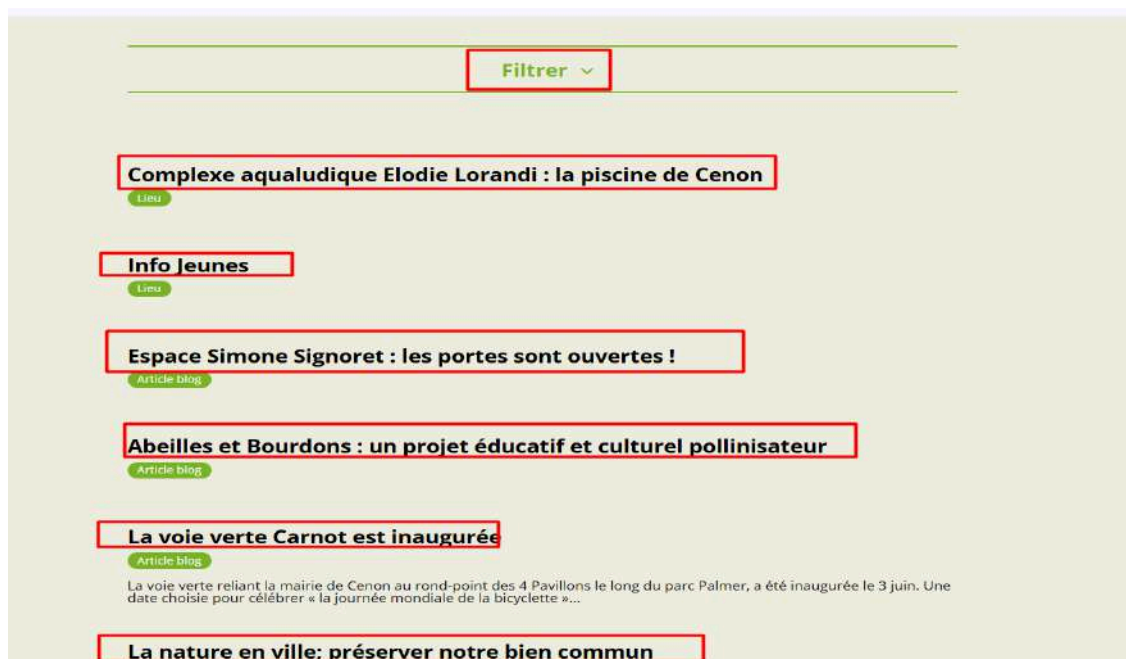 Filtrer
Complexe aqualudique Elodie Lorandi : la piscine de Cenon
Lieu
Info Jeunes
Lieu
Espace Simone Signoret : les portes sont ouvertes !
Article blog
Abeilles et Bourdons : un projet éducatif et culturel pollinisateur
Article blog
La voie verte Carnot est inaugurée
Article blog
La voie verte reliant la mairie de Cenon au rond-point des 4 Pavillons le long du parc Palmer, a été inaugurée le 3 juin. Une
date choisie pour célébrer « la journée mondiale de la bicyclette »...
La nature en ville: préserver notre bien commun